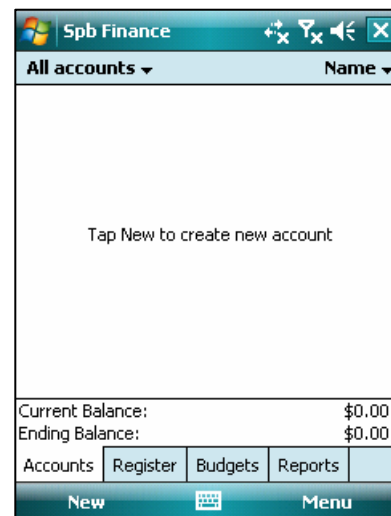 Spb Finance
All accounts Name
Tap New to create new account
Current Balance: $0.00
Ending Balance: $0.00
Accounts Register Budgets Reports
New Menu